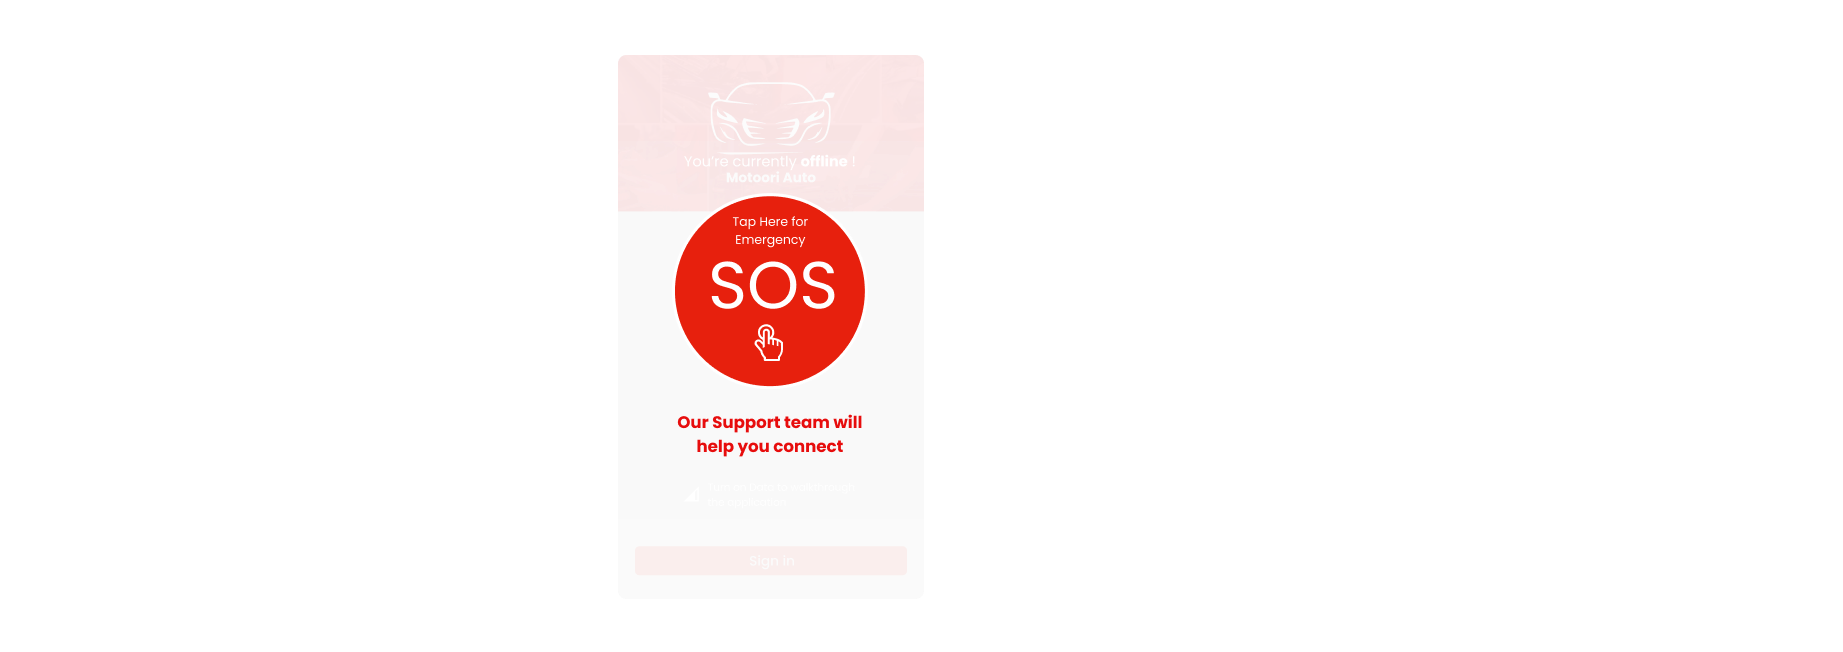 You're currently offline !
Motoori Auto
Tap Here for
Emergency
SOS
Our Support team will
help you connect
Sign in